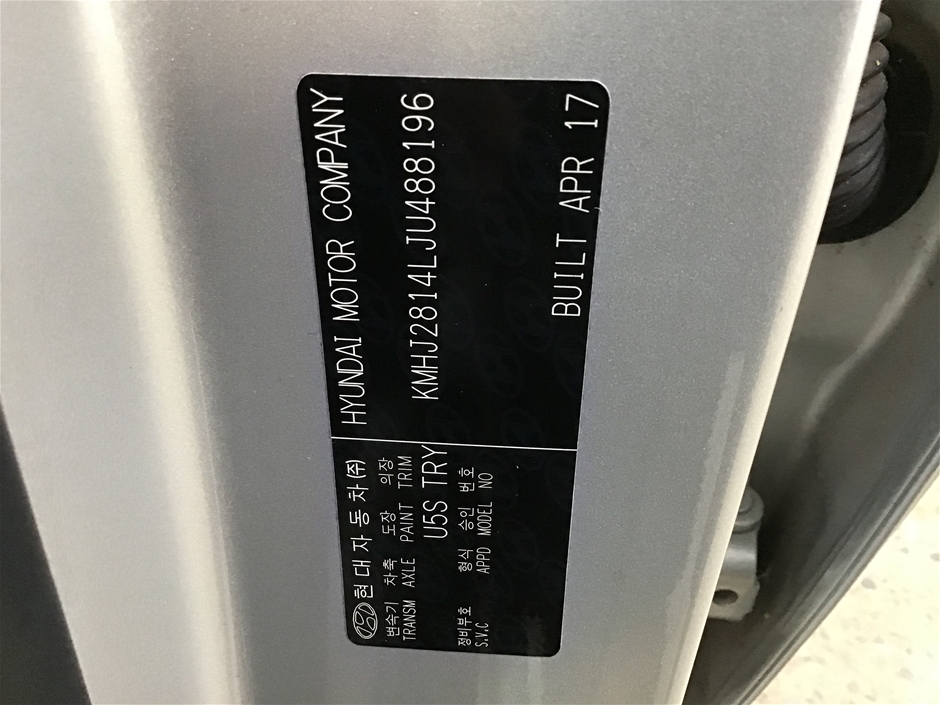 현대자동차(주)
변속기 차축 도장 의장
TRANSM AXLE PAINT TRIM
U5S TRY
정비부호 형식 승인 번호
S.V.C APPD MODEL NO
HYUNDAI MOTOR COMPANY
KMHJ2814LJU488196
BUILT APR 17